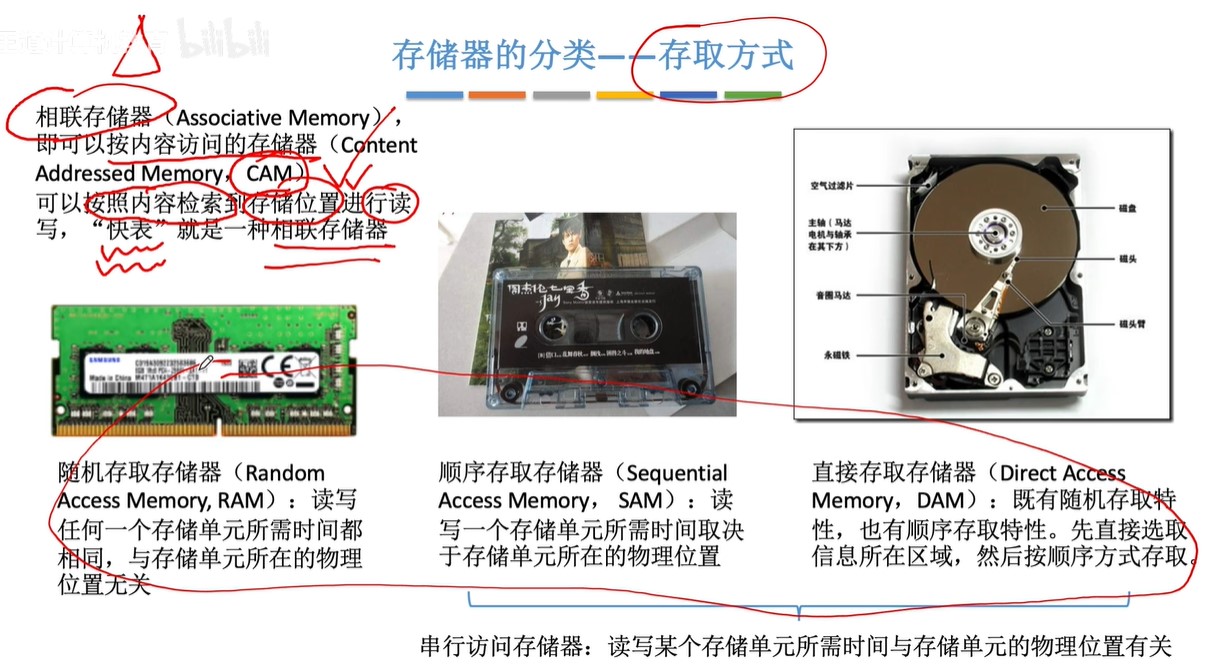 bilibili
存储器的分类——存取方式
相联存储器（Associative Memory），
即可以按内容访问的存储器（Content
Addressed Memory，CAM）
可以按照内容检索到存储位置进行读
写，“快表”就是一种相联存储器
空气过滤片
主轴（马达
电机与轴承
在其下方）
音圈马达
永磁铁
磁盘
磁头
磁头臂
SAMSUNG
Made in China
周杰伦 七里香
Jay
随机存取存储器（Random
Access Memory, RAM）：读写
任何一个存储单元所需时间都
相同，与存储单元所在的物理
位置无关
顺序存取存储器（Sequential
Access Memory， SAM）：读
写一个存储单元所需时间取决
于存储单元所在的物理位置
直接存取存储器（Direct Access
Memory，DAM）：既有随机存取特
性，也有顺序存取特性。先直接选取
信息所在区域，然后按顺序方式存取。
串行访问存储器：读写某个存储单元所需时间与存储单元的物理位置有关